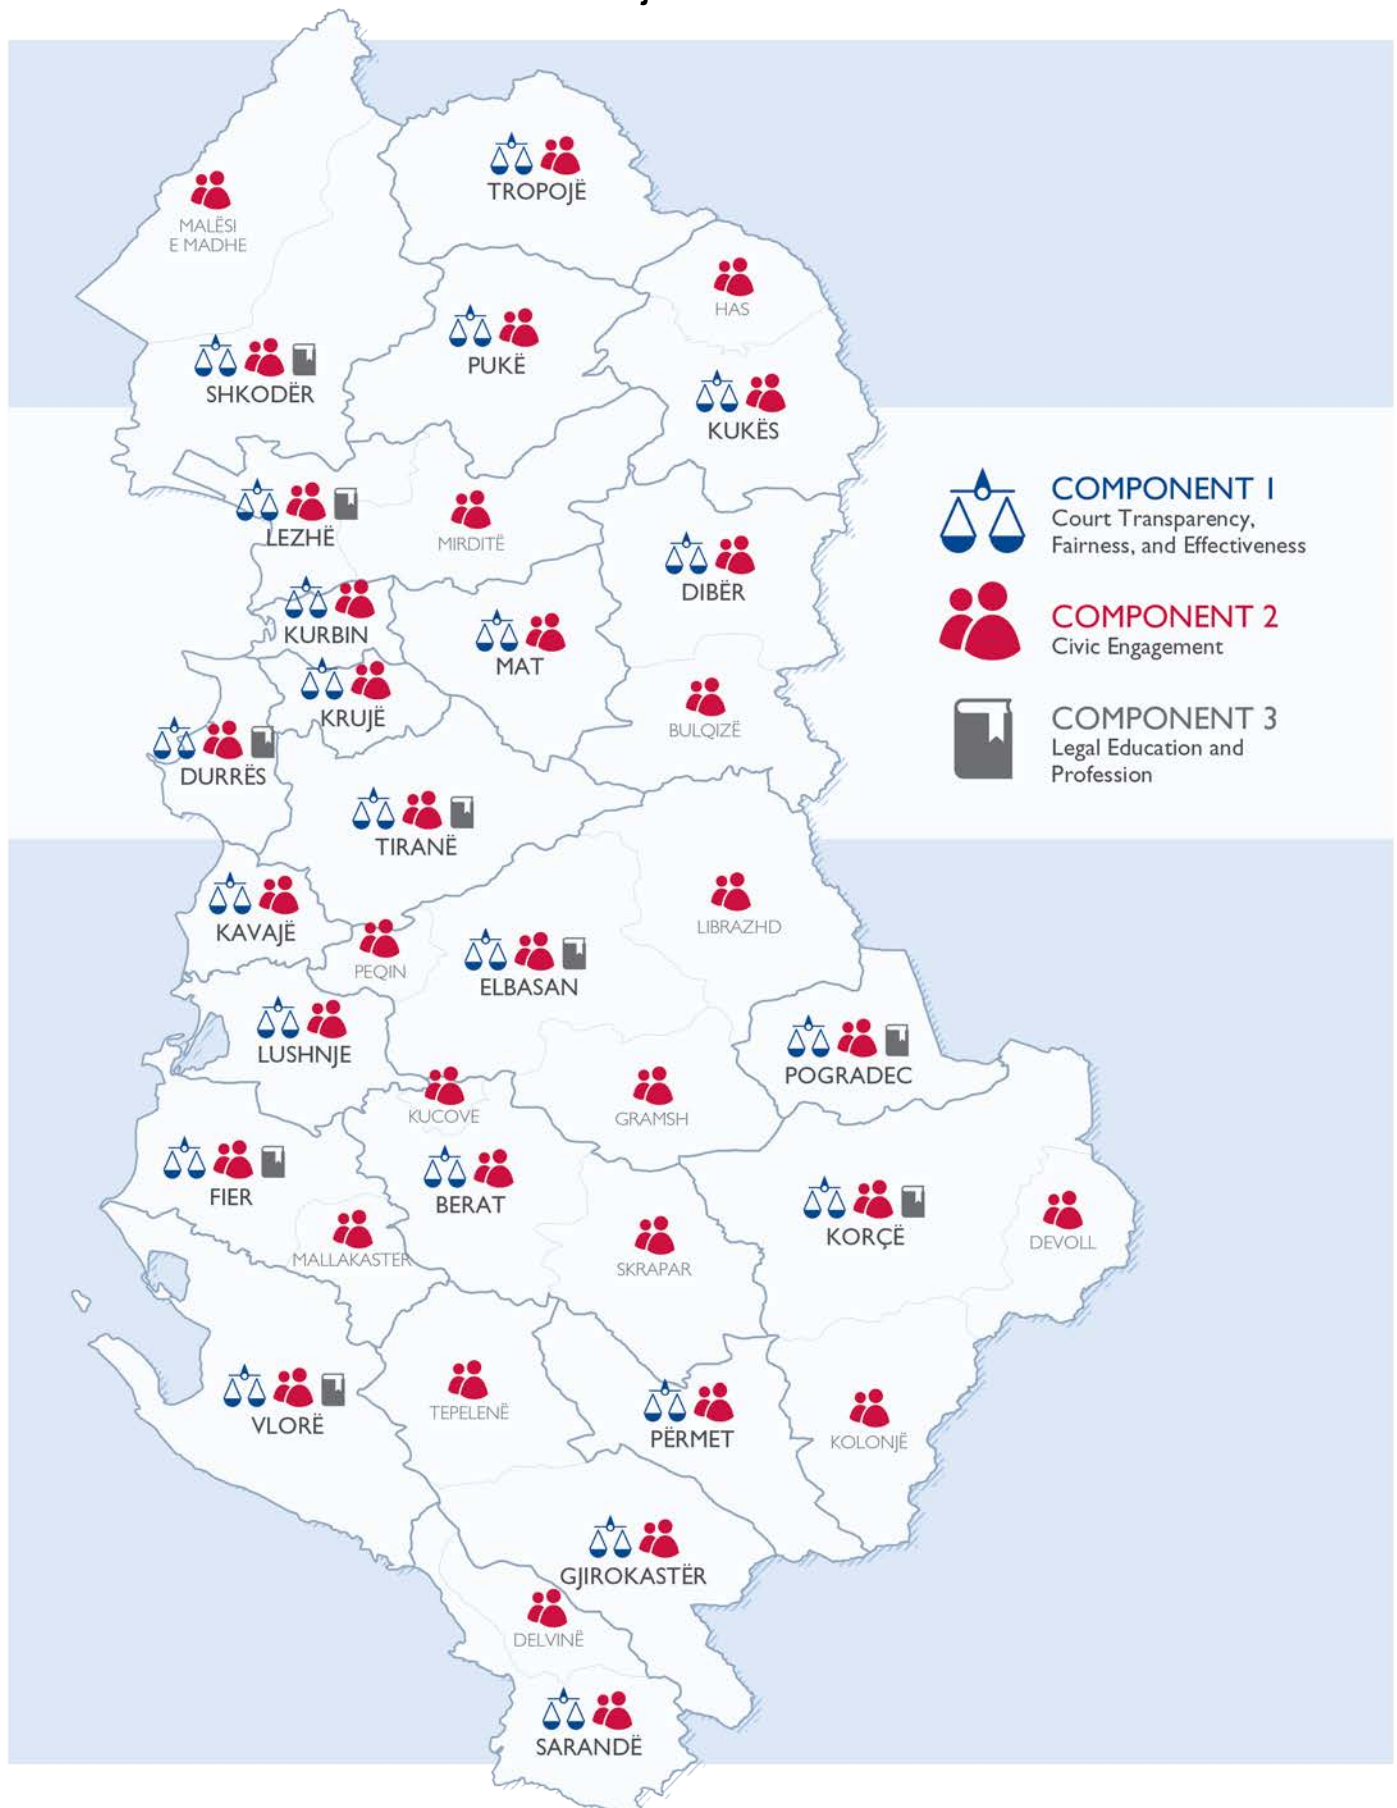 TROPOJË
MALËSI
E MADHE
HAS
PUKË
SHKODËR
KUKËS
LEZHË
MIRDITË
DIBËR
KURBIN
MAT
KRUJË
BULQIZË
DURRËS
TIRANË
COMPONENT 1
Court Transparency,
Fairness, and Effectiveness
COMPONENT 2
Civic Engagement
COMPONENT 3
Legal Education and
Profession
KAVAJË
LIBRAZHD
PEQIN
ELBASAN
LUSHNJE
POGRADEC
KUCOVE
GRAMSH
FIER
BERAT
KORÇË
DEVOLL
MALLAKASTER
SKRAPAR
VLORË
TEPELENË
PËRMET
KOLONJË
GJIROKASTËR
DELVINË
SARANDË